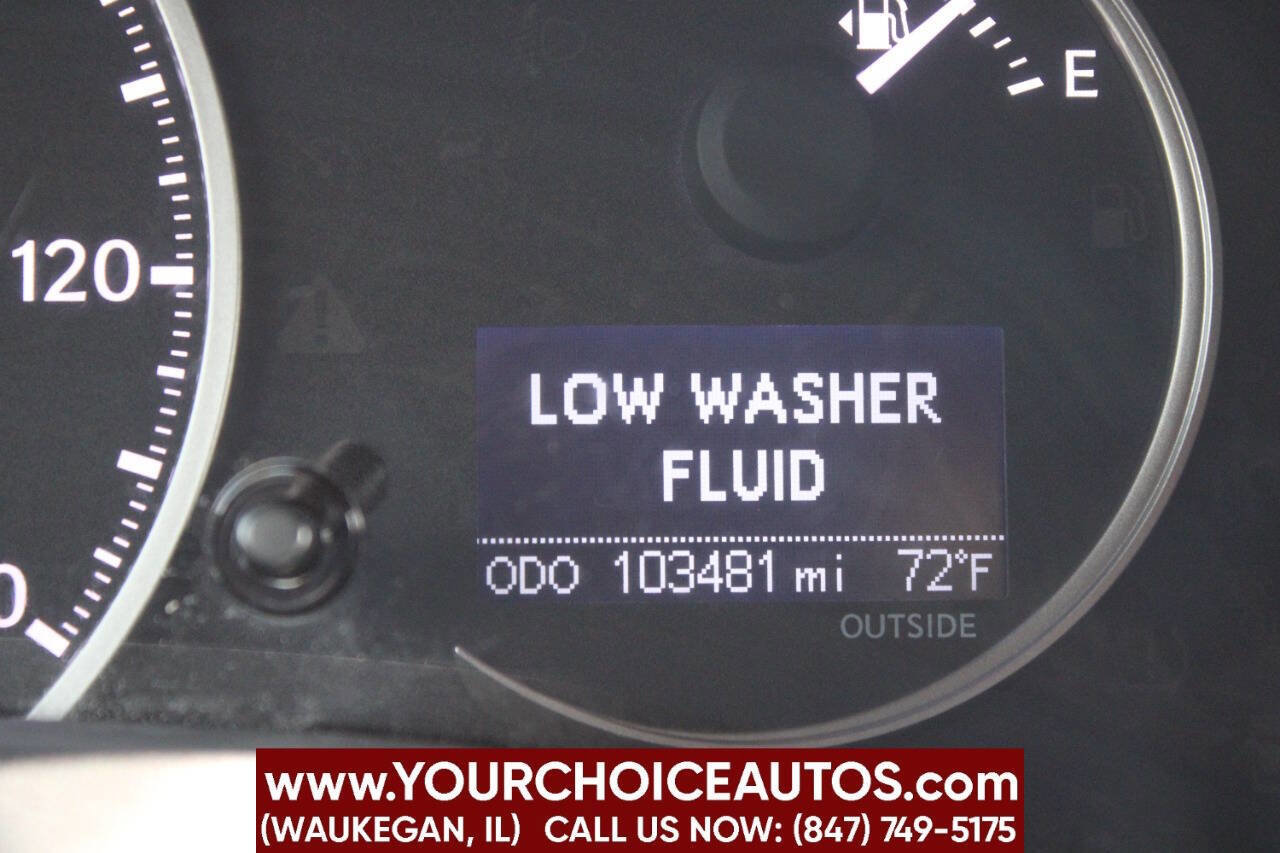 E
120
LOW WASHER
FLUID
ODO 103481 mi 72°F
OUTSIDE
0
www.YOURCHOICEAUTOS.com
(WAUKEGAN, IL) CALL US NOW: (847) 749-5175